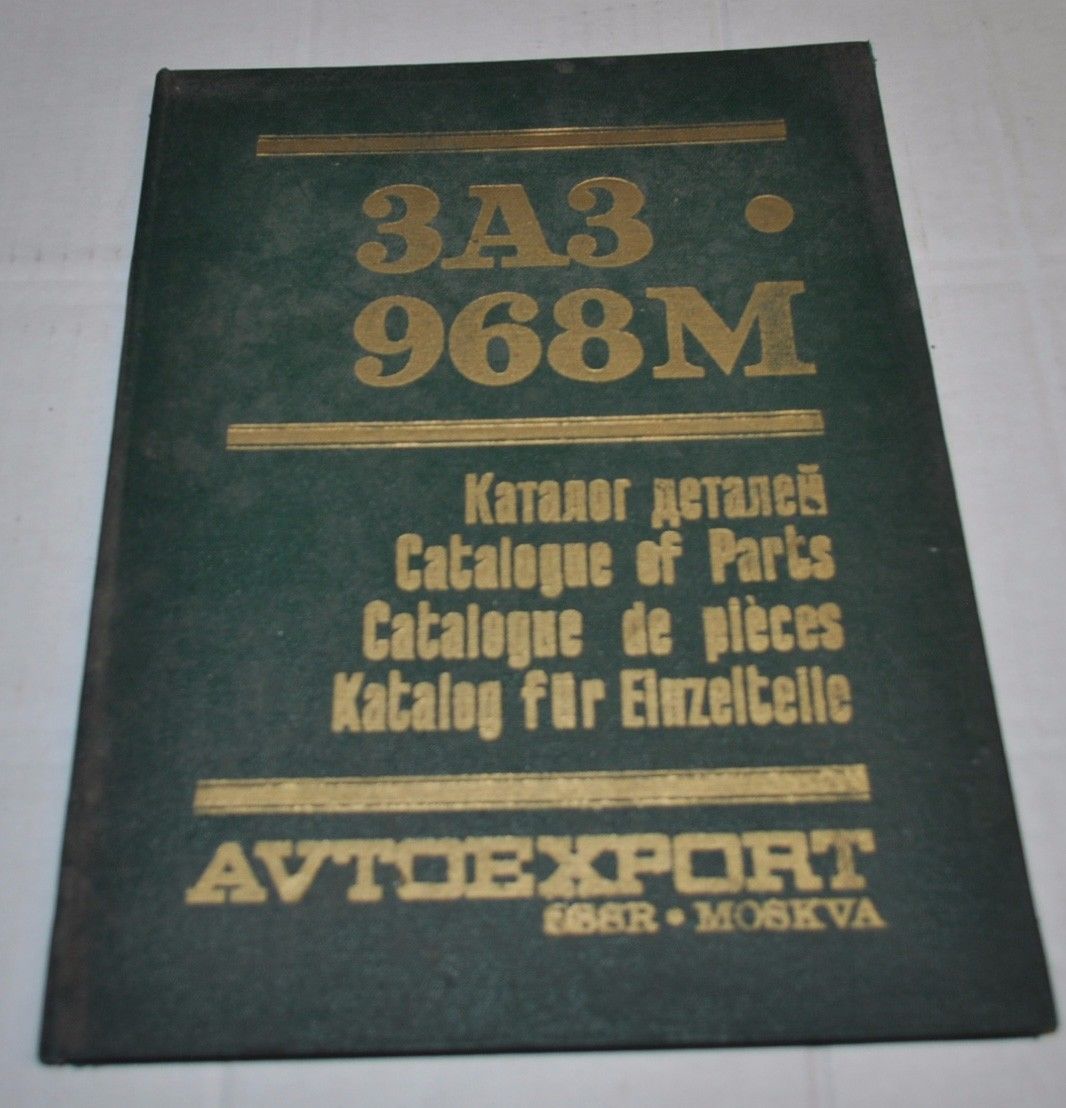 ЗАЗ •
968М
Каталог деталей
Catalogue of Parts
Catalogue de pièces
Katalog für Einzelteile
AVTOEXPORT
SSSR • MOSKVA